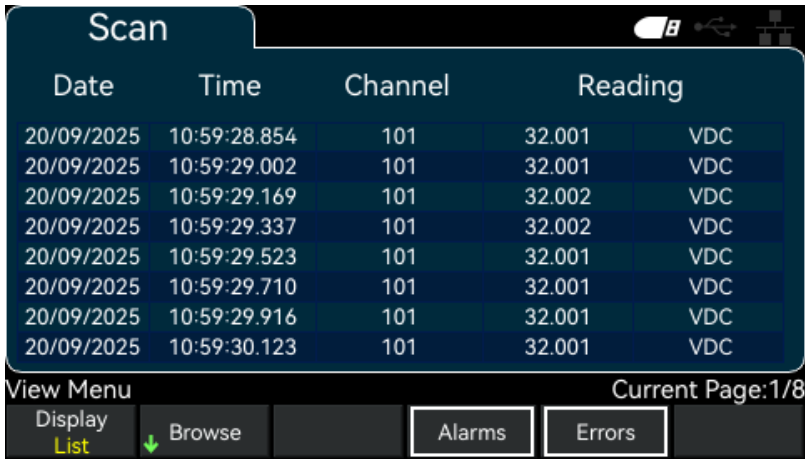 Scan
Date Time Channel Reading
20/09/2025 10:59:28.854 101 32.001 VDC
20/09/2025 10:59:29.002 101 32.001 VDC
20/09/2025 10:59:29.169 101 32.002 VDC
20/09/2025 10:59:29.337 101 32.002 VDC
20/09/2025 10:59:29.523 101 32.001 VDC
20/09/2025 10:59:29.710 101 32.001 VDC
20/09/2025 10:59:29.916 101 32.001 VDC
20/09/2025 10:59:30.123 101 32.001 VDC
View Menu Current Page:1/8
Display Browse Alarms Errors
List